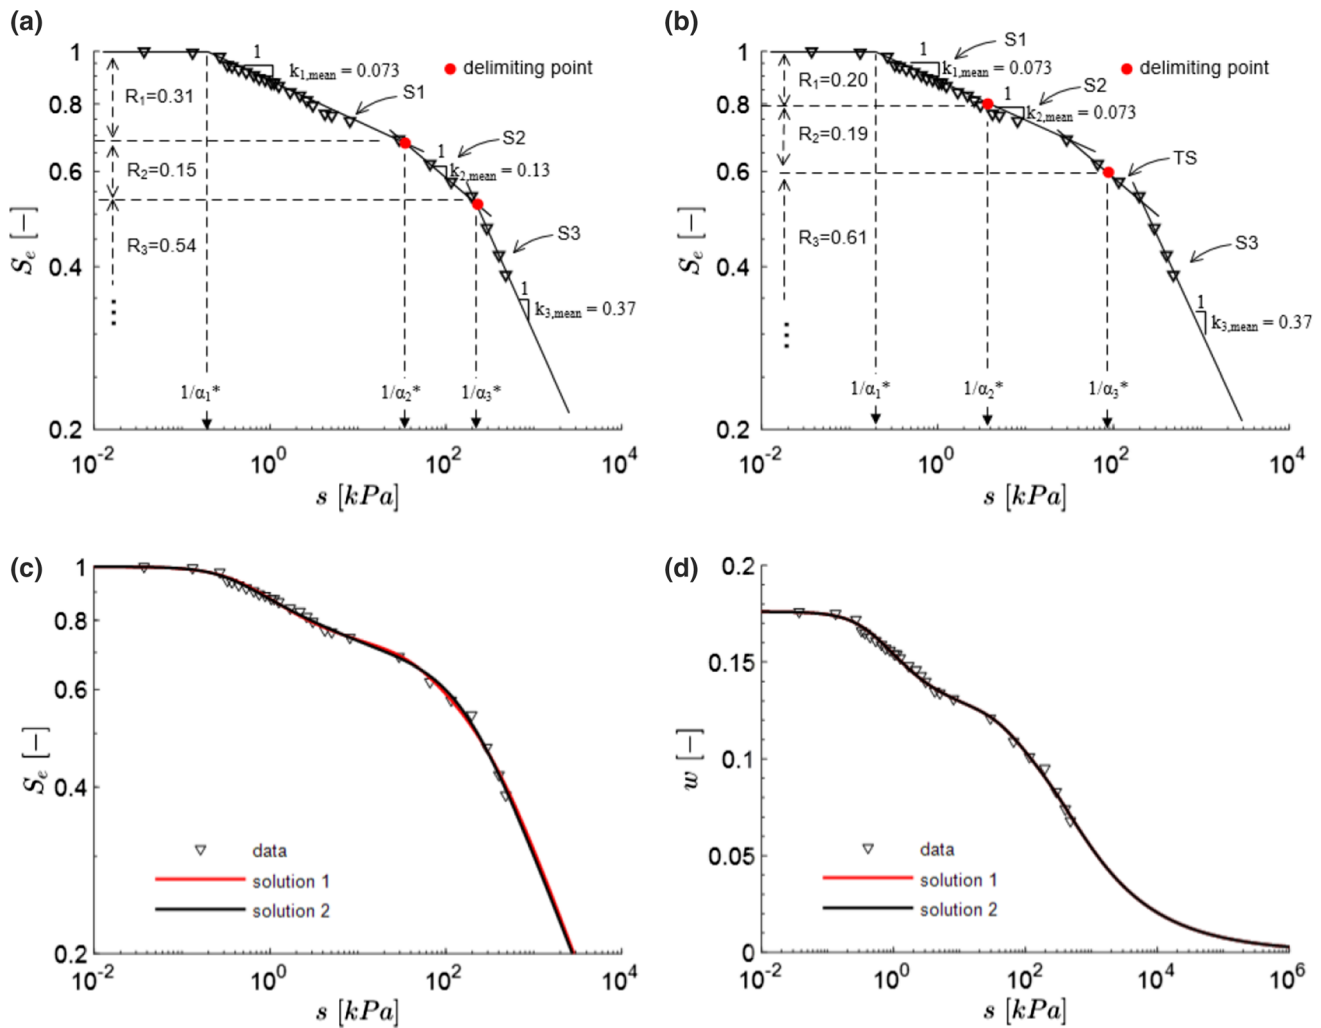 (a)
1
0.8
0.6
0.4
0.2
Sₑ [−]
R₁=0.31
R₂=0.15
R₃=0.54
⋮
1
k₁,mean = 0.073
S1
delimiting point
S2
1
k₂,mean = 0.13
S3
1
k₃,mean = 0.37
1/α₁*
1/α₂*
1/α₃*
10⁻²
10⁰
10²
10⁴
s [kPa]
(b)
1
0.8
0.6
0.4
0.2
Sₑ [−]
R₁=0.20
R₂=0.19
R₃=0.61
⋮
1
k₁,mean = 0.073
S1
delimiting point
S2
1
k₂,mean = 0.073
TS
S3
1
k₃,mean = 0.37
1/α₁*
1/α₂*
1/α₃*
10⁻²
10⁰
10²
10⁴
s [kPa]
(c)
1
0.8
0.6
0.4
0.2
Sₑ [−]
data
solution 1
solution 2
10⁻²
10⁰
10²
10⁴
s [kPa]
(d)
0.2
0.15
0.1
0.05
0
w [−]
data
solution 1
solution 2
10⁻²
10⁰
10²
10⁴
10⁶
s [kPa]